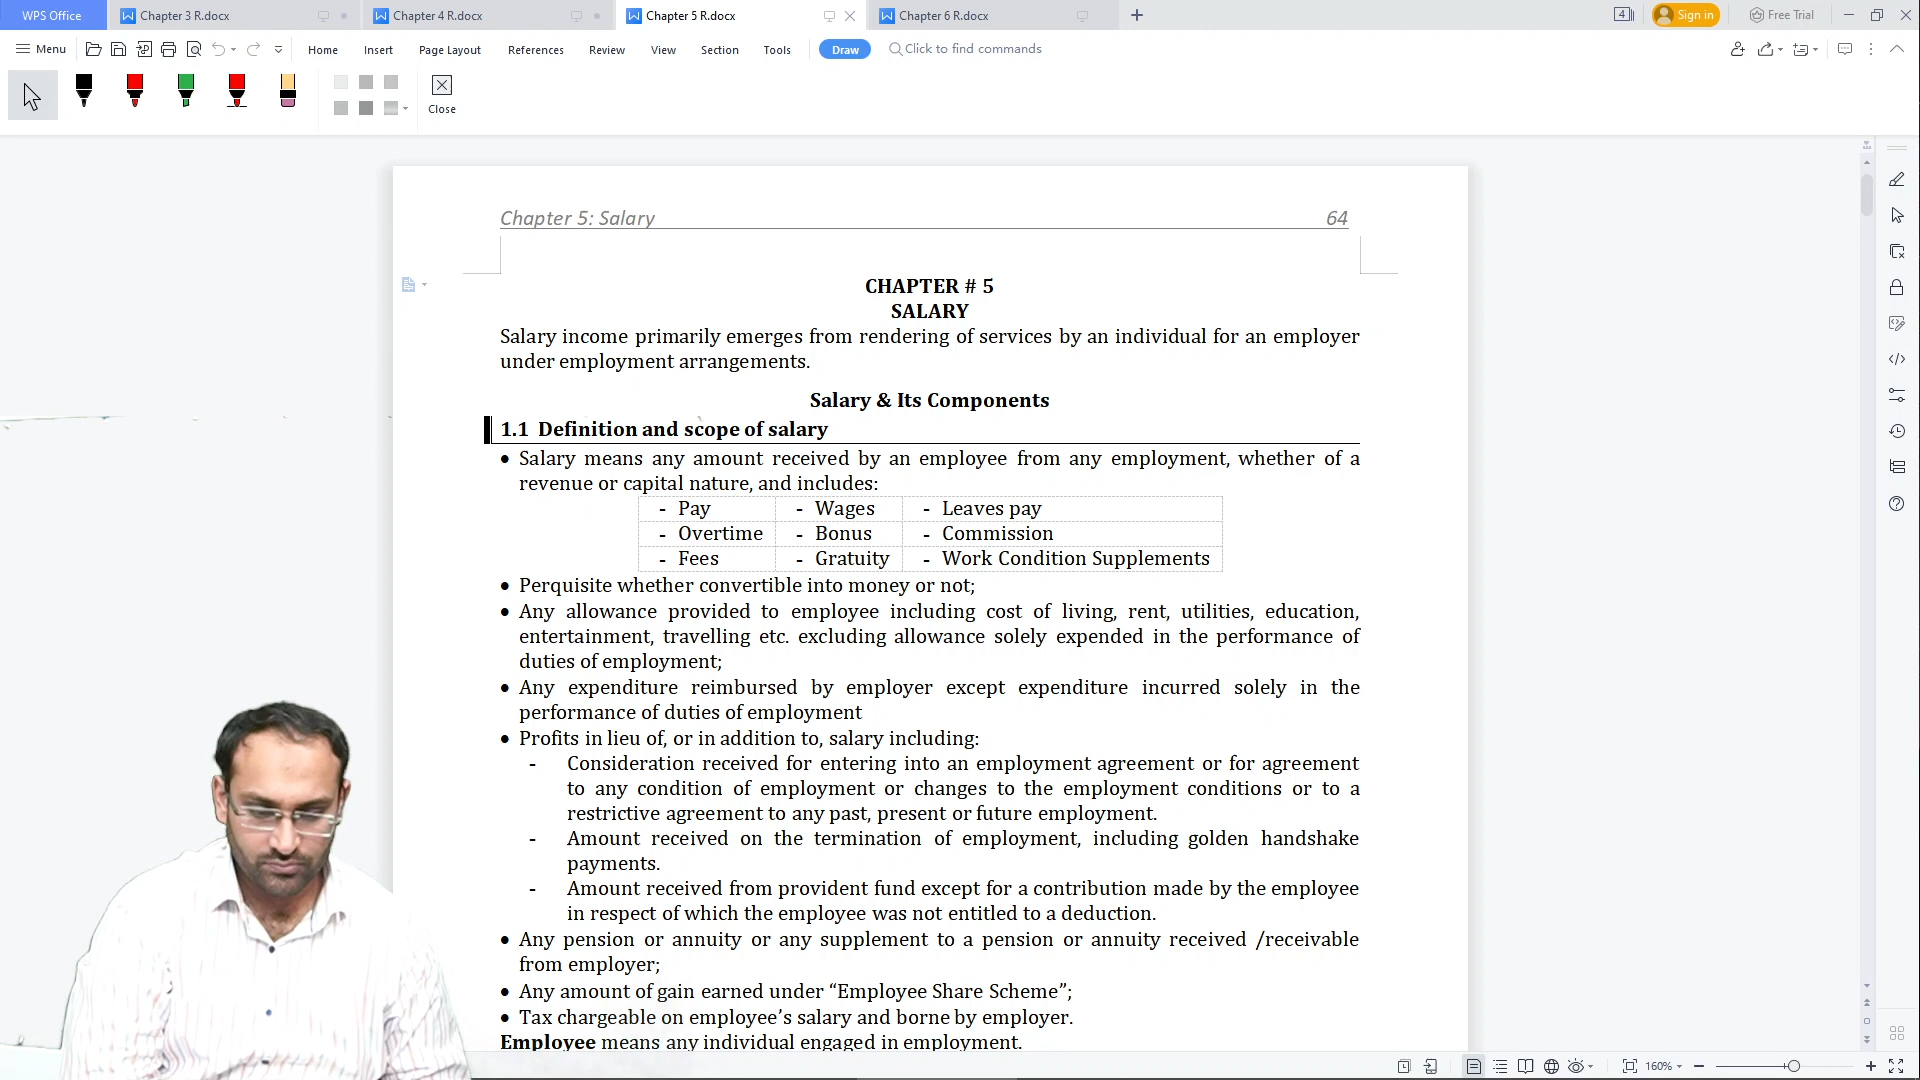 WPS Office
Chapter 3 R.docx
Chapter 4 R.docx
Chapter 5 R.docx
Chapter 6 R.docx
4
Sign in
Free Trial
Menu
Home
Insert
Page Layout
References
Review
View
Section
Tools
Draw
Click to find commands
Close
Chapter 5: Salary 64
CHAPTER # 5
SALARY
Salary income primarily emerges from rendering of services by an individual for an employer
under employment arrangements.
Salary & Its Components
1.1 Definition and scope of salary
• Salary means any amount received by an employee from any employment, whether of a
revenue or capital nature, and includes:
- Pay - Wages - Leaves pay
- Overtime - Bonus - Commission
- Fees - Gratuity - Work Condition Supplements
• Perquisite whether convertible into money or not;
• Any allowance provided to employee including cost of living, rent, utilities, education,
entertainment, travelling etc. excluding allowance solely expended in the performance of
duties of employment;
• Any expenditure reimbursed by employer except expenditure incurred solely in the
performance of duties of employment
• Profits in lieu of, or in addition to, salary including:
- Consideration received for entering into an employment agreement or for agreement
to any condition of employment or changes to the employment conditions or to a
restrictive agreement to any past, present or future employment.
- Amount received on the termination of employment, including golden handshake
payments.
- Amount received from provident fund except for a contribution made by the employee
in respect of which the employee was not entitled to a deduction.
• Any pension or annuity or any supplement to a pension or annuity received /receivable
from employer;
• Any amount of gain earned under “Employee Share Scheme”;
• Tax chargeable on employee’s salary and borne by employer.
Employee means any individual engaged in employment.
160%